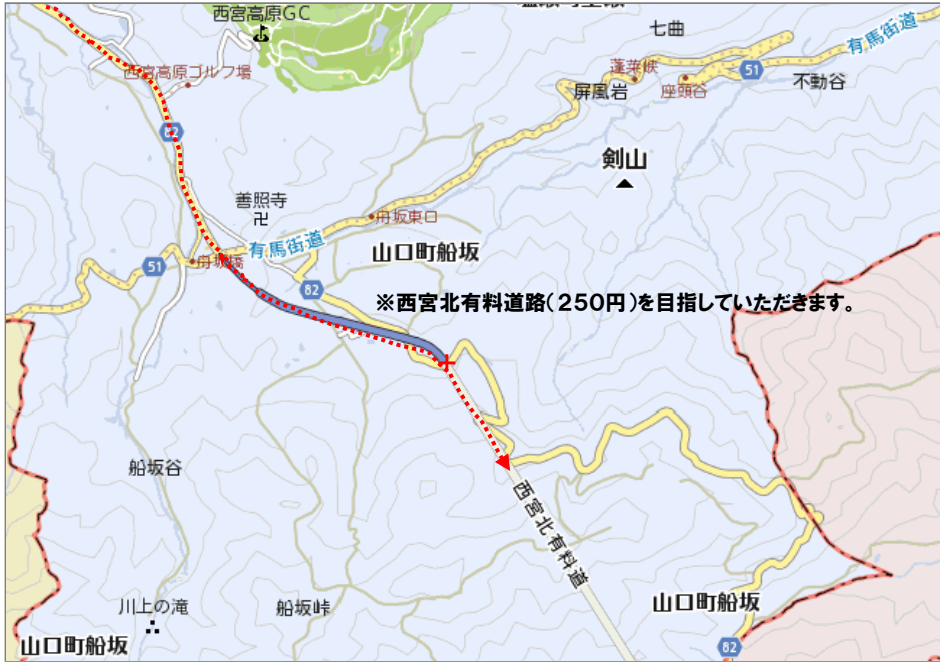 西宮高原GC
七曲
有馬街道
蓬莱峡
51
西宮高原ゴルフ場
屏風岩
座頭谷
不動谷
82
剣山
善照寺
舟坂東口
有馬街道
山口町船坂
51
舟坂橋
82
※西宮北有料道路(250円)を目指していただきます。
船坂谷
西宮北有料道
川上の滝
船坂峠
山口町船坂
山口町船坂
82